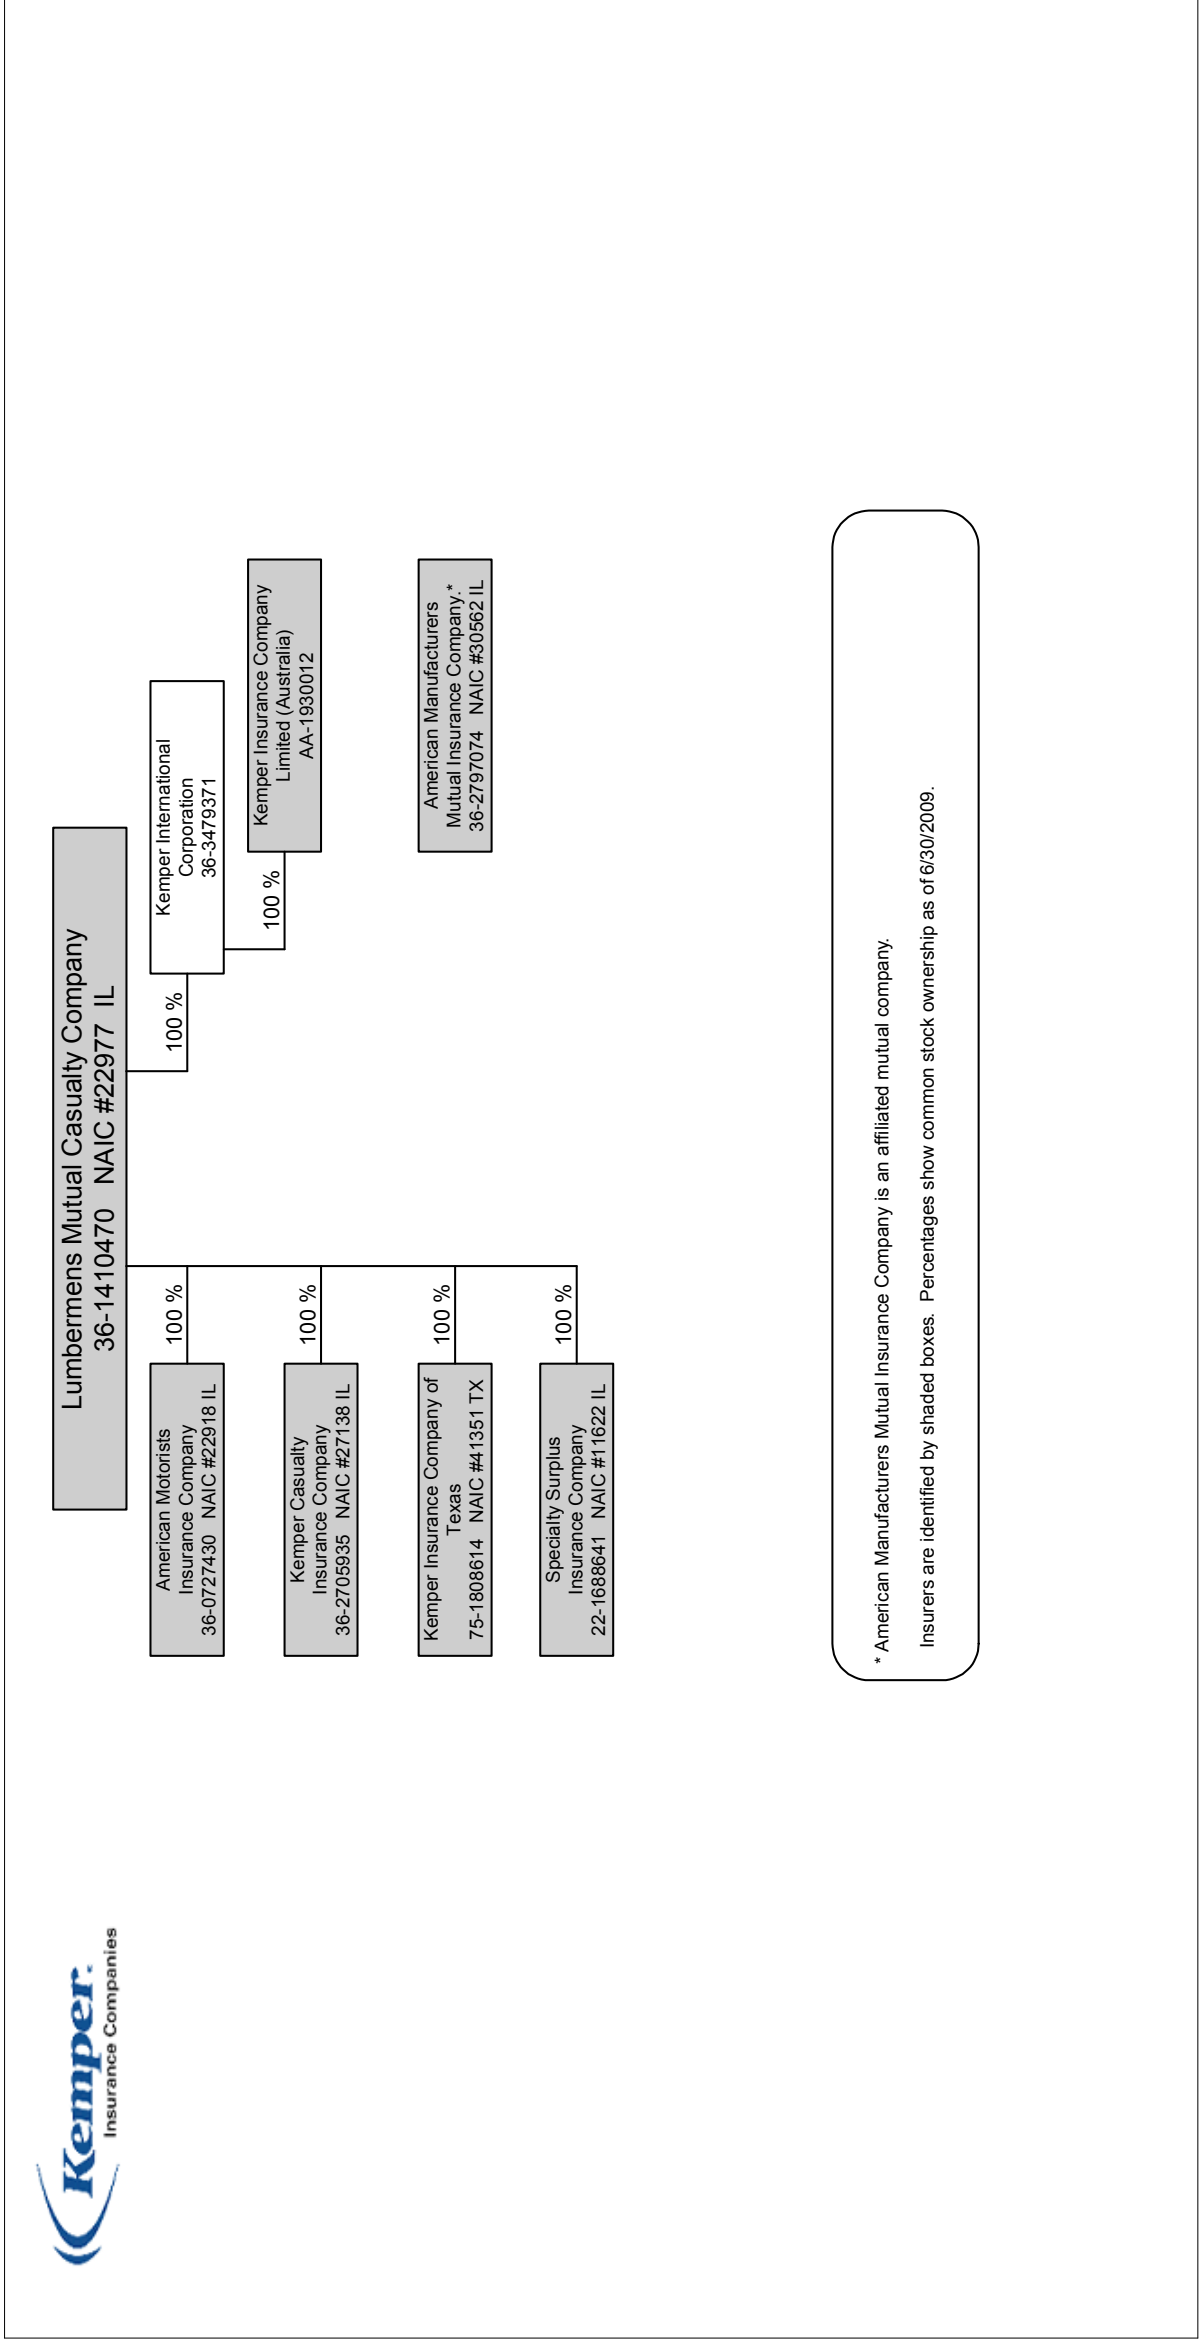 Kemper.
Insurance Companies
Lumbermens Mutual Casualty Company
36-1410470 NAIC #22977 IL
100 %
American Motorists
Insurance Company
36-0727430 NAIC #22918 IL
100 %
Kemper Casualty
Insurance Company
36-2705935 NAIC #27138 IL
100 %
Kemper Insurance Company of
Texas
75-1808614 NAIC #41351 TX
100 %
Specialty Surplus
Insurance Company
22-1688641 NAIC #11622 IL
100 %
Kemper International
Corporation
36-3479371
100 %
Kemper Insurance Company
Limited (Australia)
AA-1930012
American Manufacturers
Mutual Insurance Company.*
36-2797074 NAIC #30562 IL
* American Manufacturers Mutual Insurance Company is an affiliated mutual company.
Insurers are identified by shaded boxes. Percentages show common stock ownership as of 6/30/2009.